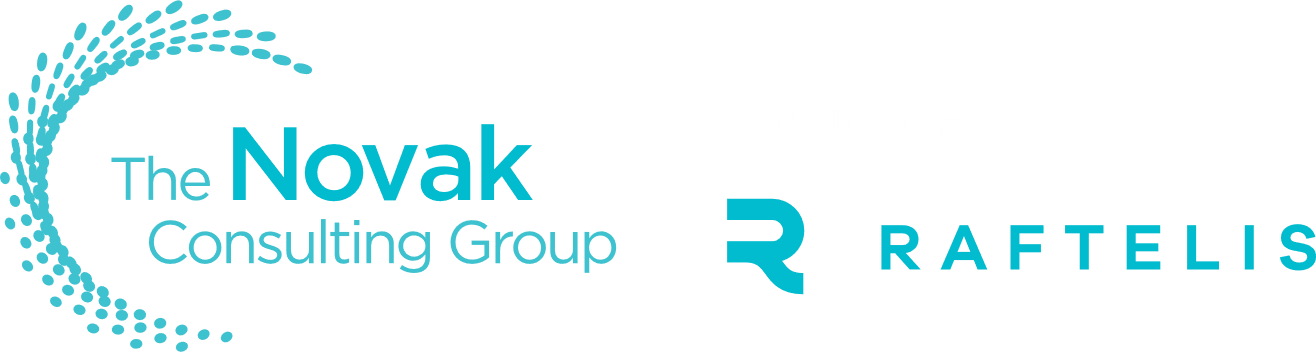 The Novak
Consulting Group
RAFTELIS